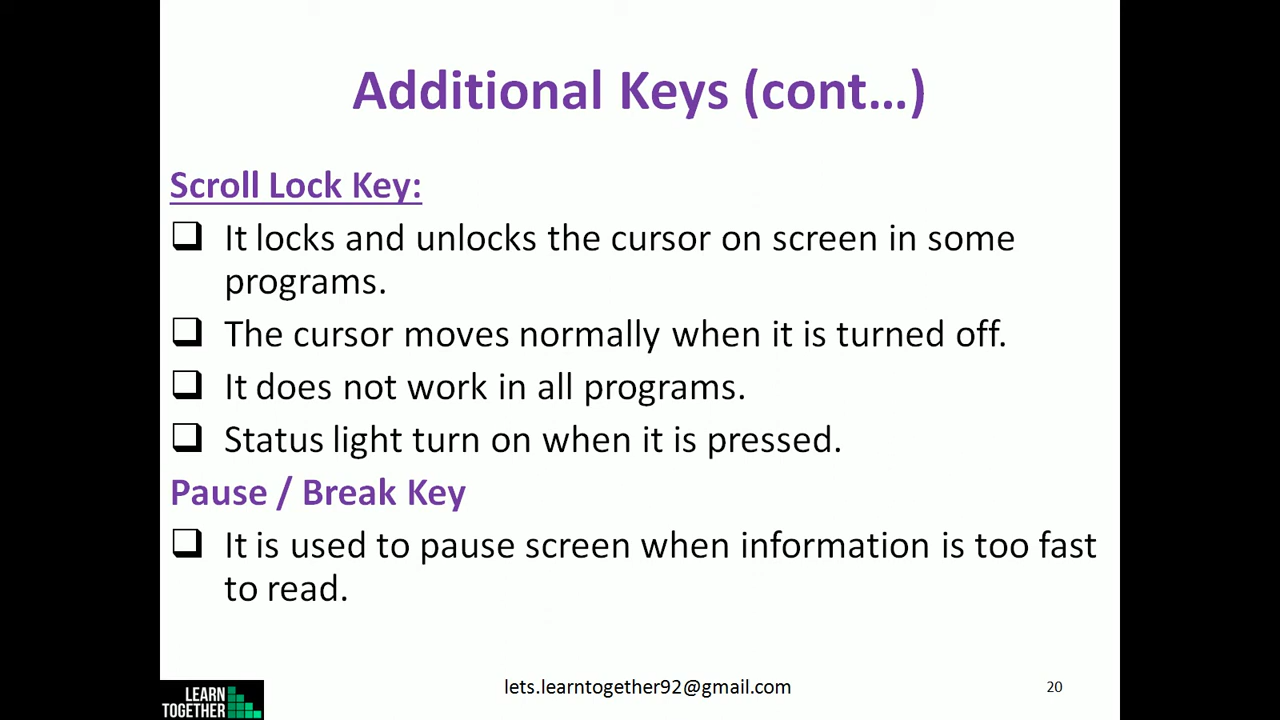 Additional Keys (cont…)
Scroll Lock Key:
❑ It locks and unlocks the cursor on screen in some
programs.
❑ The cursor moves normally when it is turned off.
❑ It does not work in all programs.
❑ Status light turn on when it is pressed.
Pause / Break Key
❑ It is used to pause screen when information is too fast
to read.
LEARN
TOGETHER
lets.learntogether92@gmail.com
20